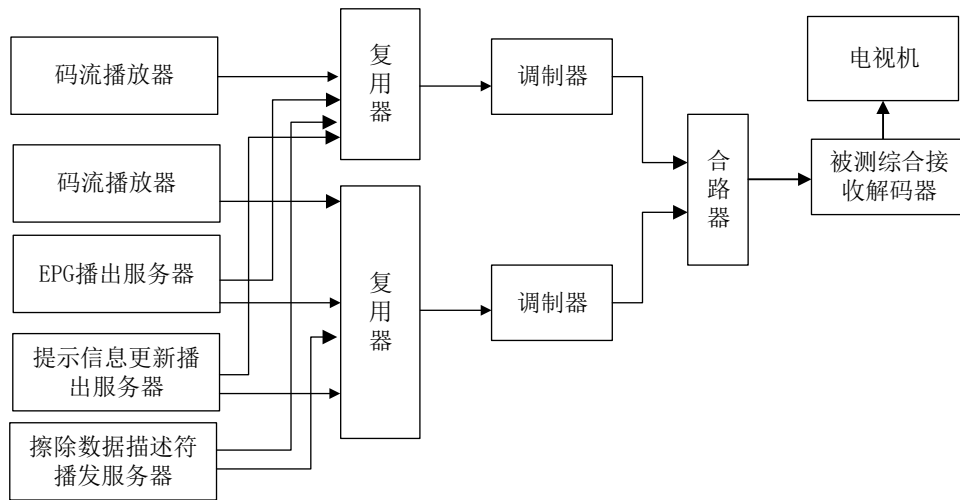 码流播放器
码流播放器
EPG播出服务器
提示信息更新播
出服务器
擦除数据描述符
播发服务器
复
用
器
复
用
器
调制器
调制器
合
路
器
电视机
被测综合接
收解码器